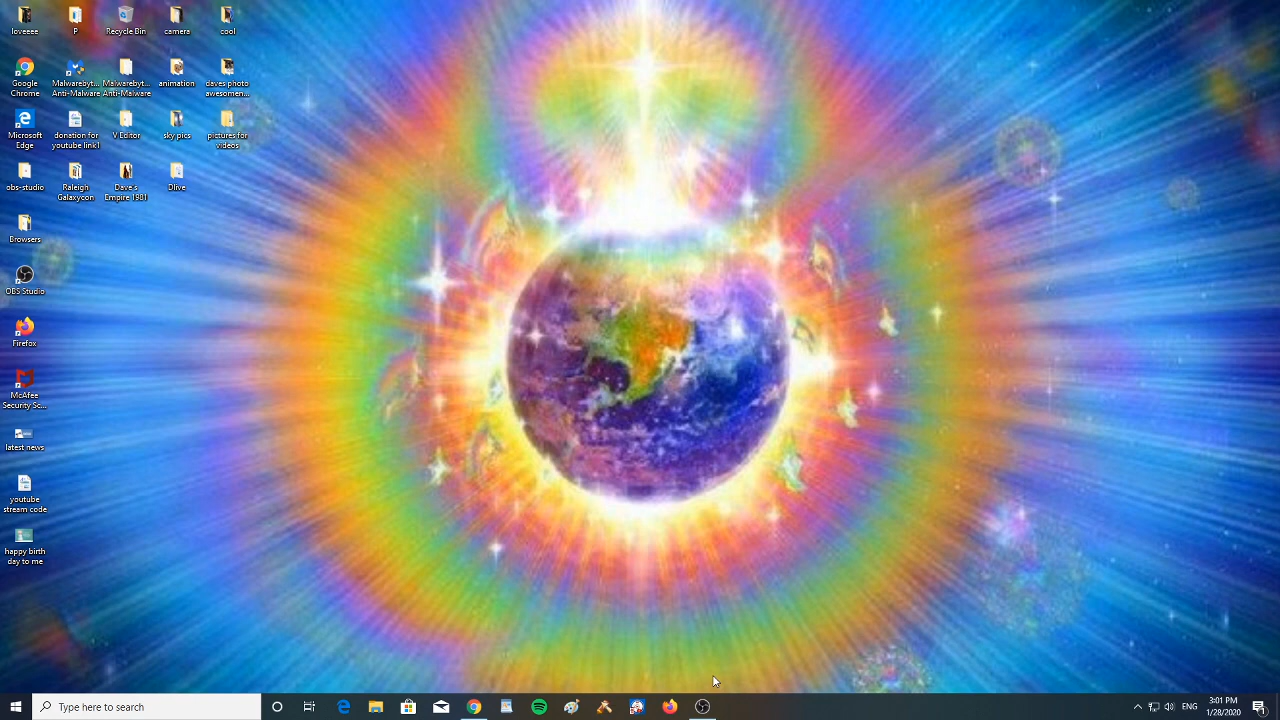 loveeee
P
Recycle Bin
camera
cool
Google
Chrome
Malwarebyt...
Anti-Malware
Malwarebyt...
Anti-Malware
animation
daves photo
awesomen...
Microsoft
Edge
donation for
youtube link1
V.Editor
sky pics
pictures for
videos
obs-studio
Raleigh
Galaxycon
Dave's
Empire 1981
Dlive
Browsers
OBS Studio
Firefox
McAfee
Security Sc...
latest news
youtube
stream code
happy birth
day to me
Type here to search
ENG
3:01 PM
1/28/2020